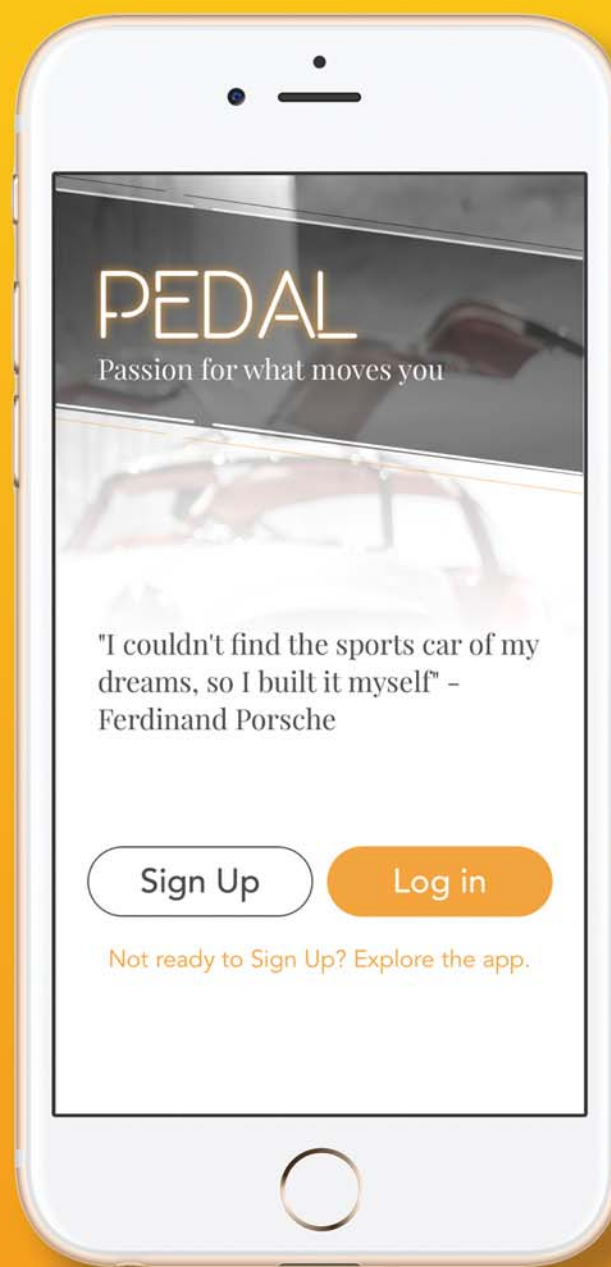 PEDAL
Passion for what moves you
"I couldn't find the sports car of my
dreams, so I built it myself" -
Ferdinand Porsche
Sign Up
Log in
Not ready to Sign Up? Explore the app.